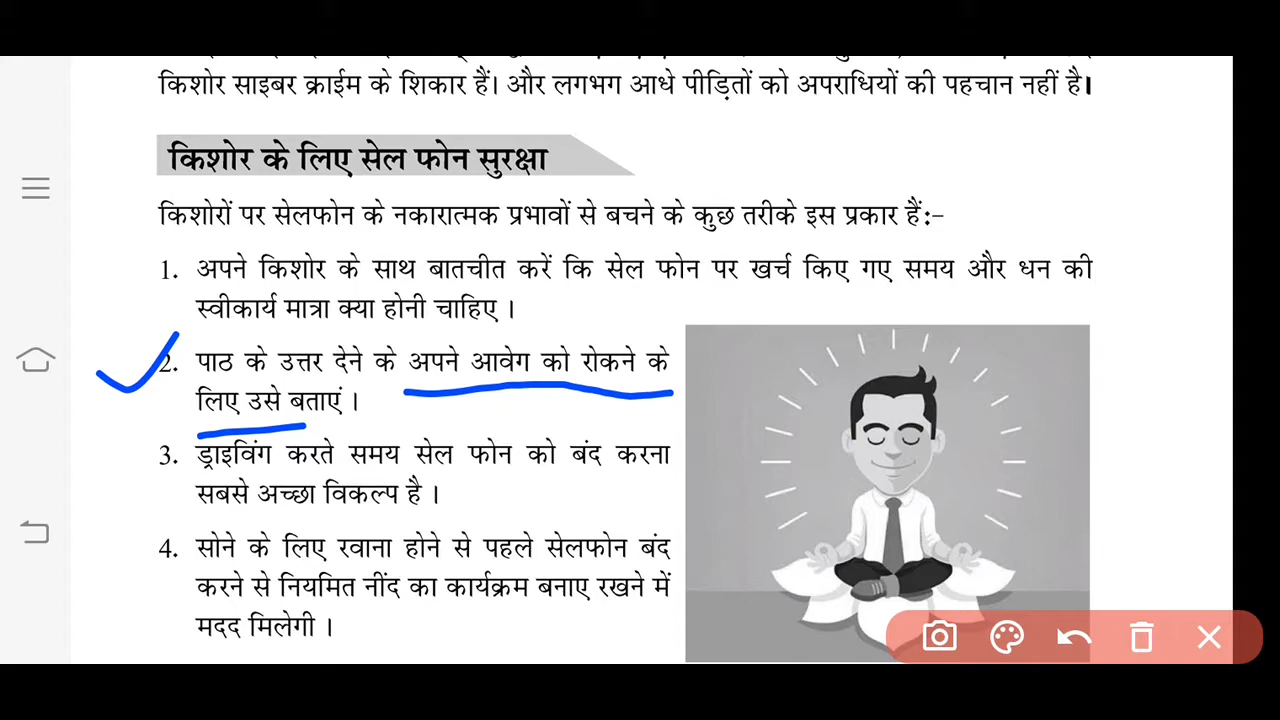 किशोर साइबर क्राईम के शिकार हैं। और लगभग आधे पीड़ितों को अपराधियों की पहचान नहीं है।
किशोर के लिए सेल फोन सुरक्षा
किशोरों पर सेलफोन के नकारात्मक प्रभावों से बचने के कुछ तरीके इस प्रकार हैं:-
1. अपने किशोर के साथ बातचीत करें कि सेल फोन पर खर्च किए गए समय और धन की
स्वीकार्य मात्रा क्या होनी चाहिए ।
2. पाठ के उत्तर देने के अपने आवेग को रोकने के
लिए उसे बताएं ।
3. ड्राइविंग करते समय सेल फोन को बंद करना
सबसे अच्छा विकल्प है ।
4. सोने के लिए रवाना होने से पहले सेलफोन बंद
करने से नियमित नींद का कार्यक्रम बनाए रखने में
मदद मिलेगी ।